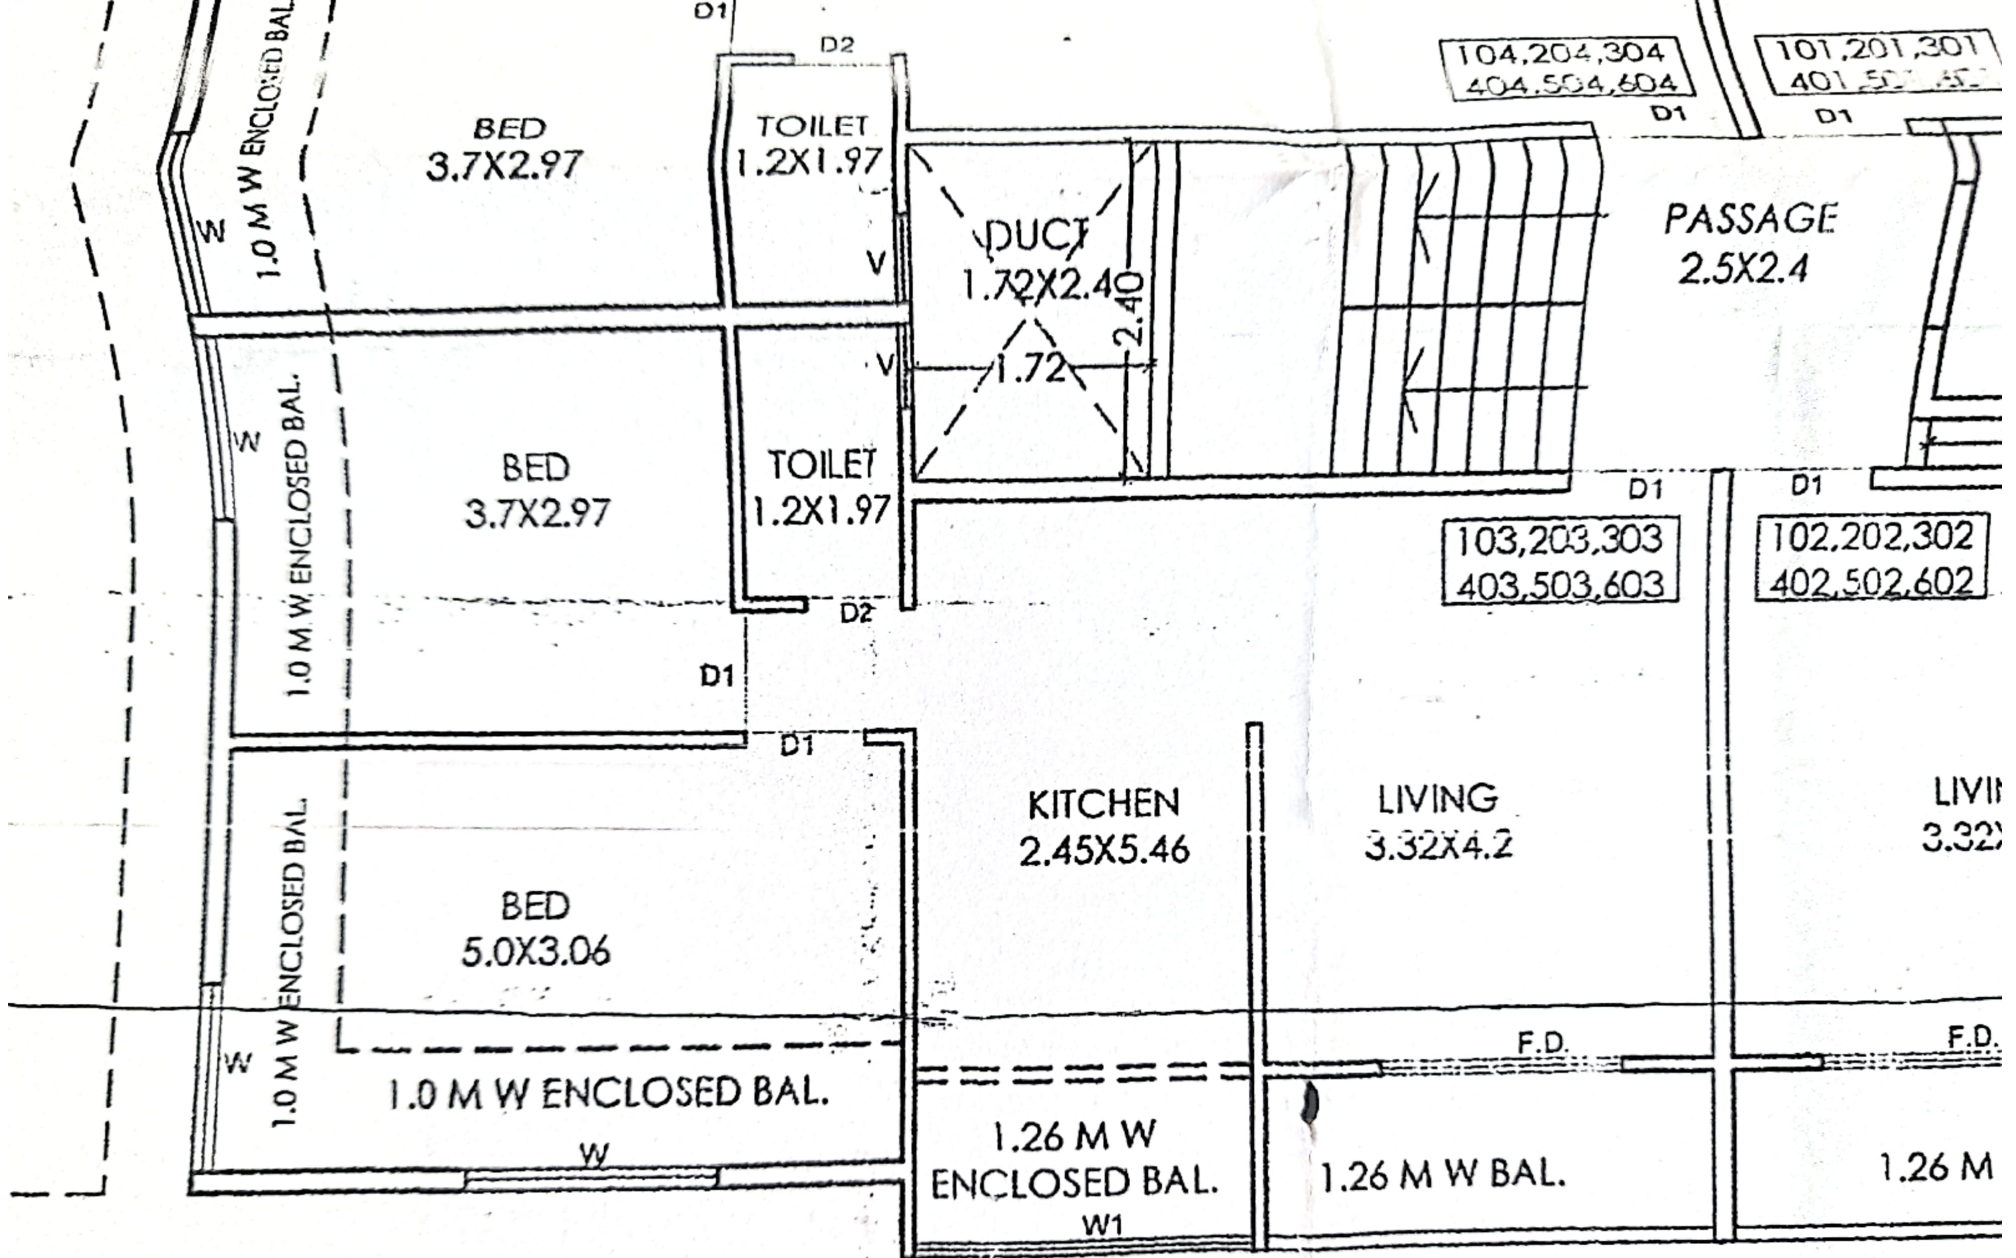 D1
D2
1.0 M W ENCLOSED BAL.
104,204,304
404.504,604
101,201,301
D1
D1
BED
3.7X2.97
TOILET
1.2X1.97
W
V
DUCT
1.72X2.40
2.40
1.72
PASSAGE
2.5X2.4
V
W
1.0 M W ENCLOSED BAL.
BED
3.7X2.97
TOILET
1.2X1.97
D1
D1
103,203,303
403,503,603
102,202,302
402,502,602
D2
D1
D1
KITCHEN
2.45X5.46
LIVING
3.32X4.2
1.0 M W ENCLOSED BAL.
BED
5.0X3.06
F.D.
F.D.
W
1.0 M W ENCLOSED BAL.
W
1.26 M W
ENCLOSED BAL.
W1
1.26 M W BAL.
1.26 M